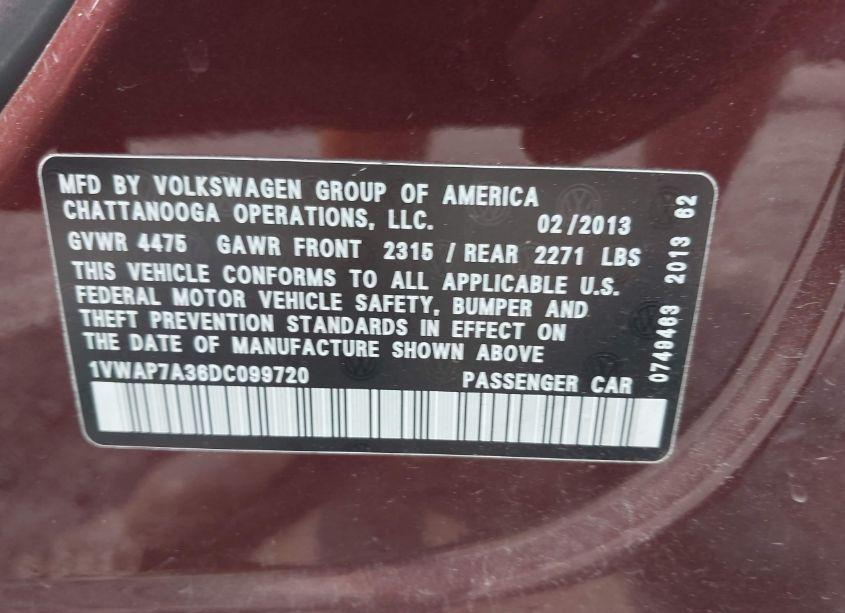 MFD BY VOLKSWAGEN GROUP OF AMERICA
CHATTANOOGA OPERATIONS, LLC. 02/2013
GVWR 4475 GAWR FRONT 2315 / REAR 2271 LBS
THIS VEHICLE CONFORMS TO ALL APPLICABLE U.S.
FEDERAL MOTOR VEHICLE SAFETY, BUMPER AND
THEFT PREVENTION STANDARDS IN EFFECT ON
THE DATE OF MANUFACTURE SHOWN ABOVE
1VWAP7A36DC099720 PASSENGER CAR
0749463 2013 62